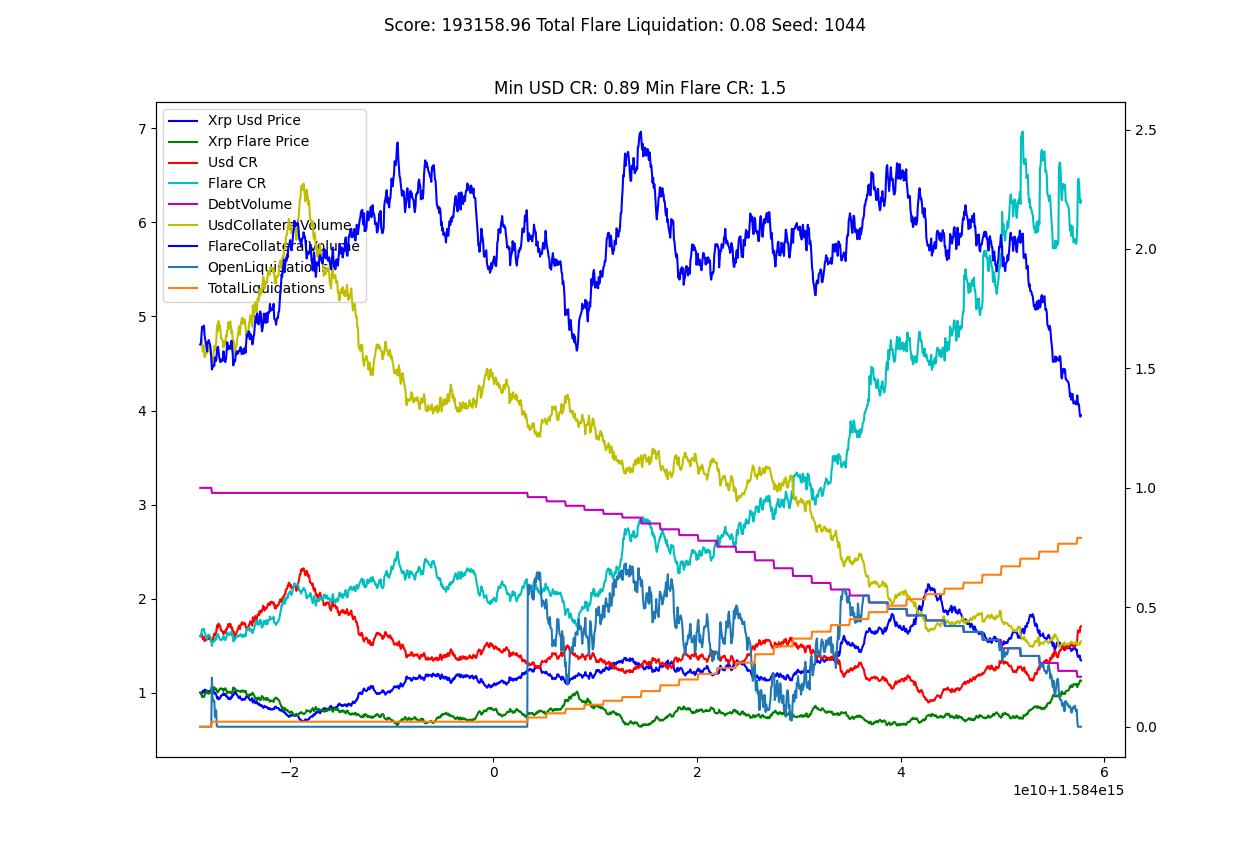 Score: 193158.96 Total Flare Liquidation: 0.08 Seed: 1044
Min USD CR: 0.89 Min Flare CR: 1.5
Xrp Usd Price
Xrp Flare Price
Usd CR
Flare CR
DebtVolume
UsdCollateralVolume
FlareCollateralVolume
OpenLiquidations
TotalLiquidations
7
6
5
4
3
2
1
2.5
2.0
1.5
1.0
0.5
0.0
−2
0
2
4
6
1e10+1.584e15